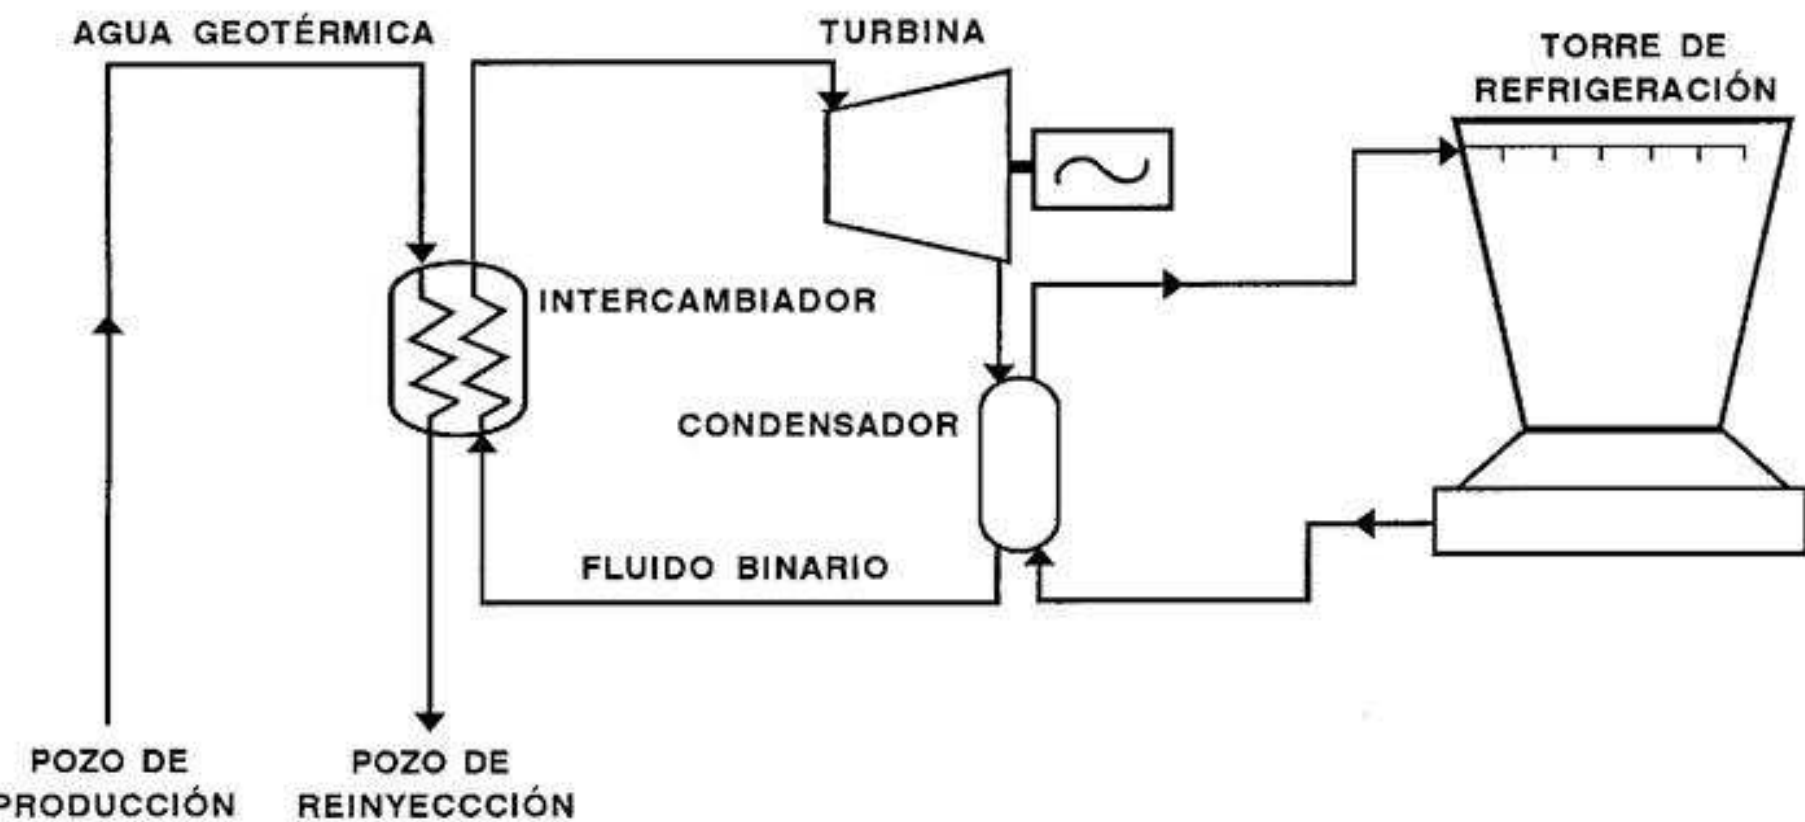 AGUA GEOTÉRMICA
TURBINA
TORRE DE
REFRIGERACIÓN
INTERCAMBIADOR
CONDENSADOR
FLUIDO BINARIO
POZO DE
PRODUCCIÓN
POZO DE
REINYECCCIÓN